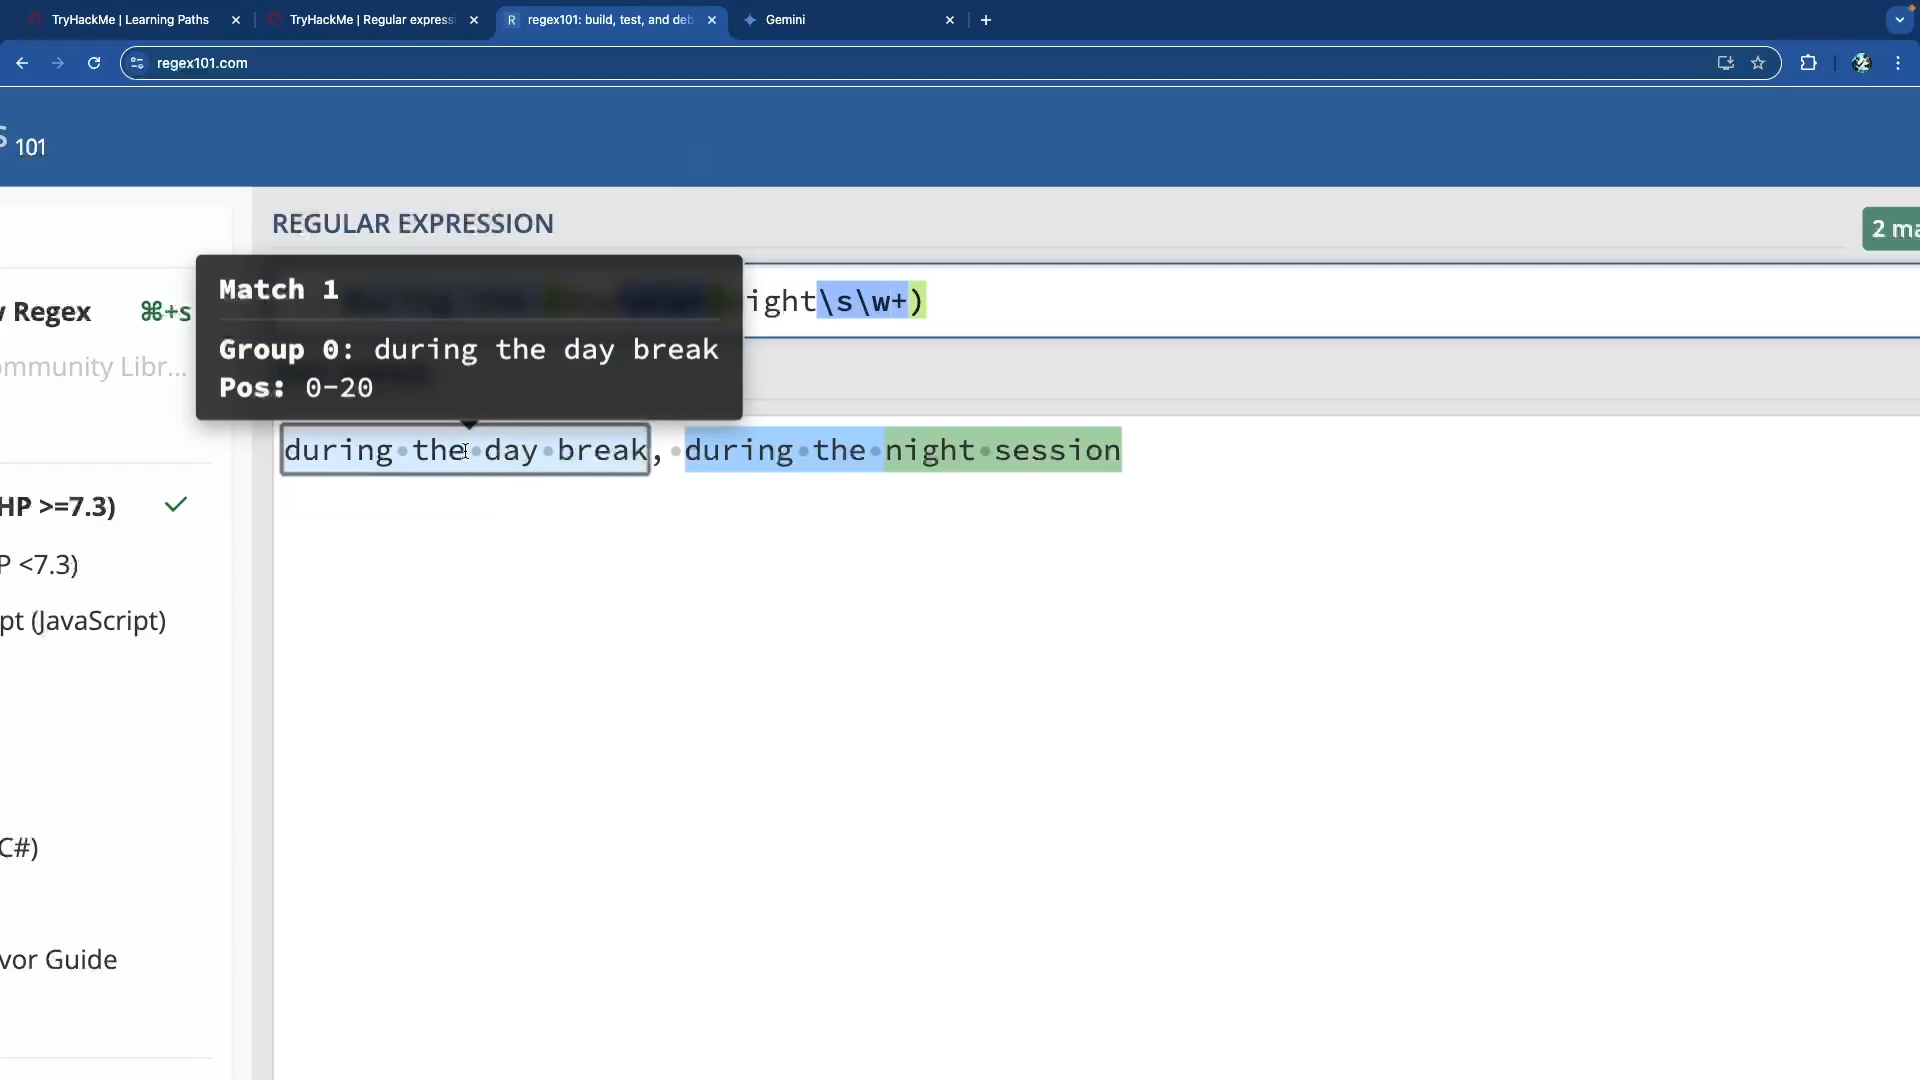 TryHackMe | Learning Paths
TryHackMe | Regular expressi
R regex101: build, test, and deb
Gemini
regex101.com
101
REGULAR EXPRESSION
2 ma
Match 1
ight\s\w+)
Regex
⌘+s
Group 0: during the day break
ommunity Libr...
Pos: 0-20
during the day break, during the night session
HP >=7.3)
P <7.3)
pt (JavaScript)
C#)
vor Guide